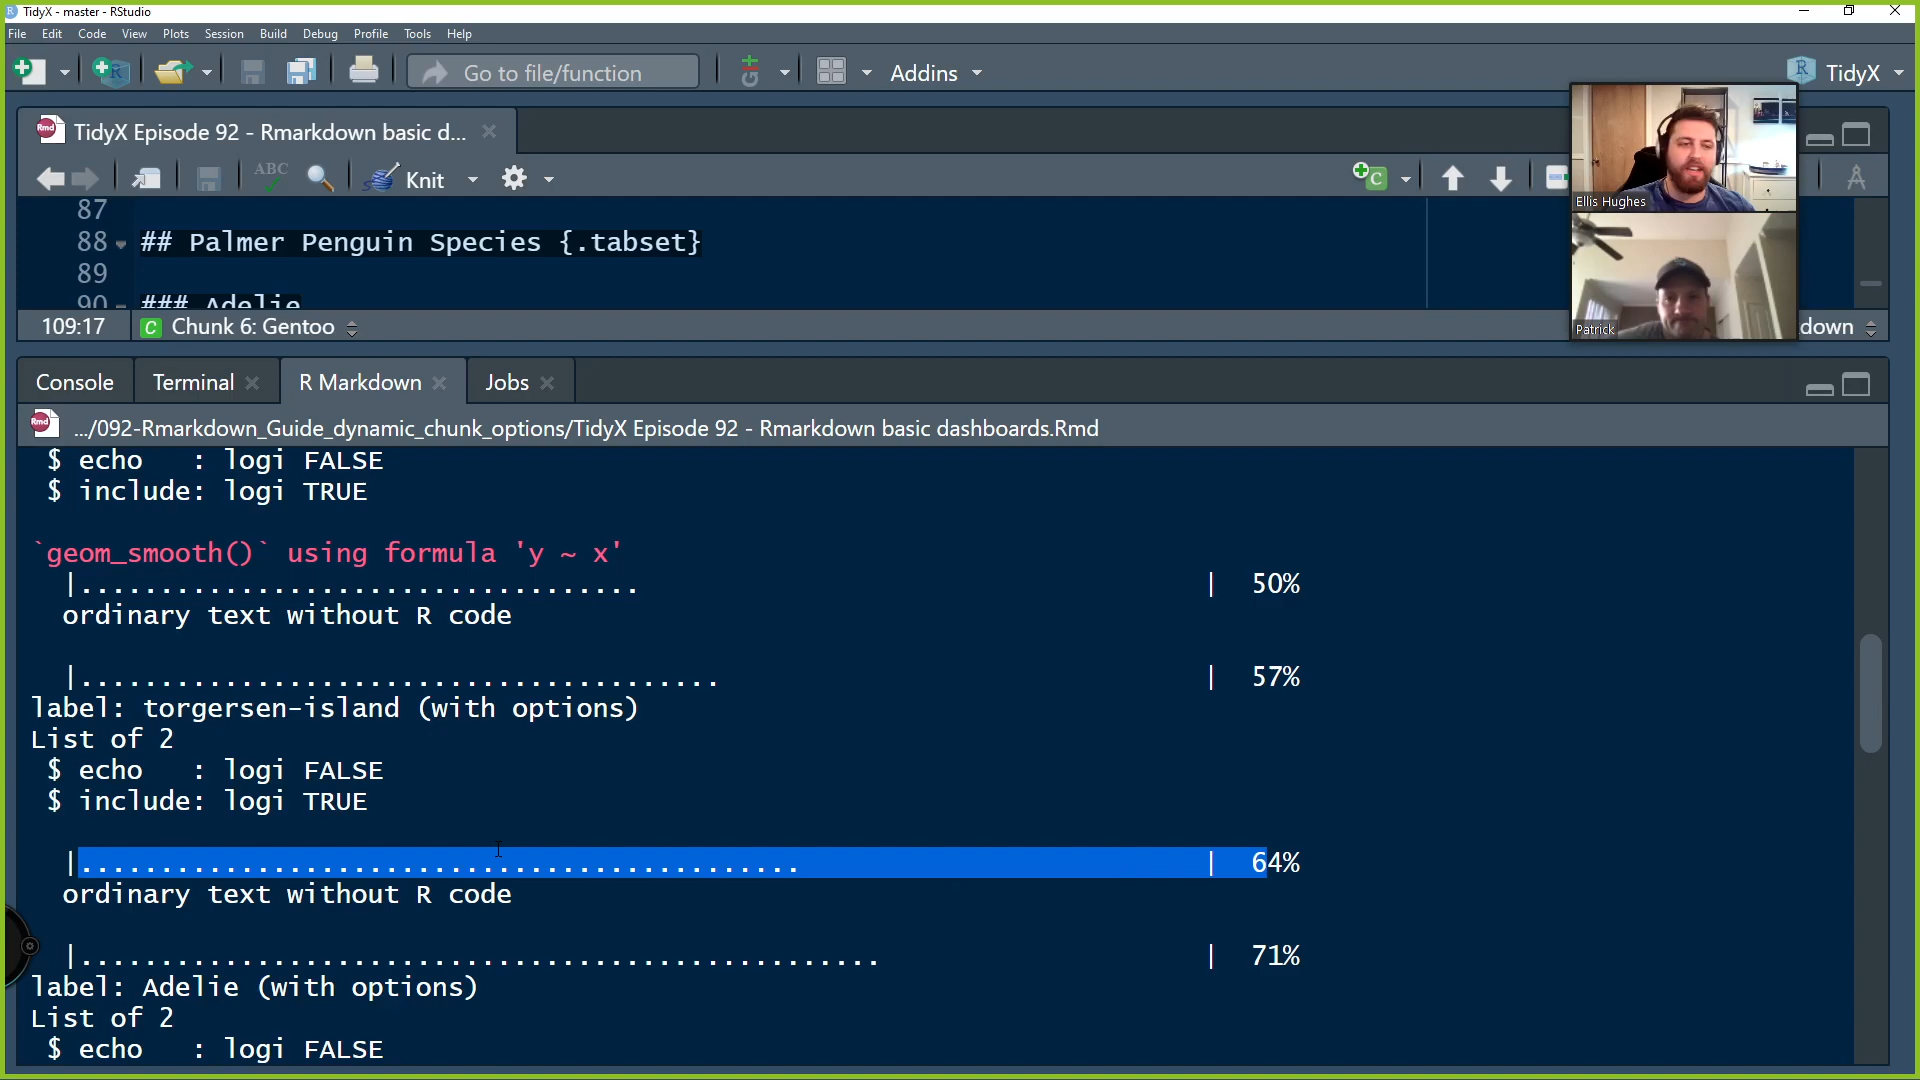 TidyX - master - RStudio
File Edit Code View Plots Session Build Debug Profile Tools Help
Go to file/function
Addins
TidyX
TidyX Episode 92 - Rmarkdown basic d...
ABC
Knit
87
88 ## Palmer Penguin Species {.tabset}
89
90 ### Adelie
109:17
Chunk 6: Gentoo
down
Ellis Hughes
Patrick
Console
Terminal
R Markdown
Jobs
.../092-Rmarkdown_Guide_dynamic_chunk_options/TidyX Episode 92 - Rmarkdown basic dashboards.Rmd
$ echo   : logi FALSE
$ include: logi TRUE
`geom_smooth()` using formula 'y ~ x'
|................................... | 50%
ordinary text without R code
|........................................ | 57%
label: torgersen-island (with options)
List of 2
$ echo   : logi FALSE
$ include: logi TRUE
|............................................. | 64%
ordinary text without R code
|.................................................. | 71%
label: Adelie (with options)
List of 2
$ echo   : logi FALSE